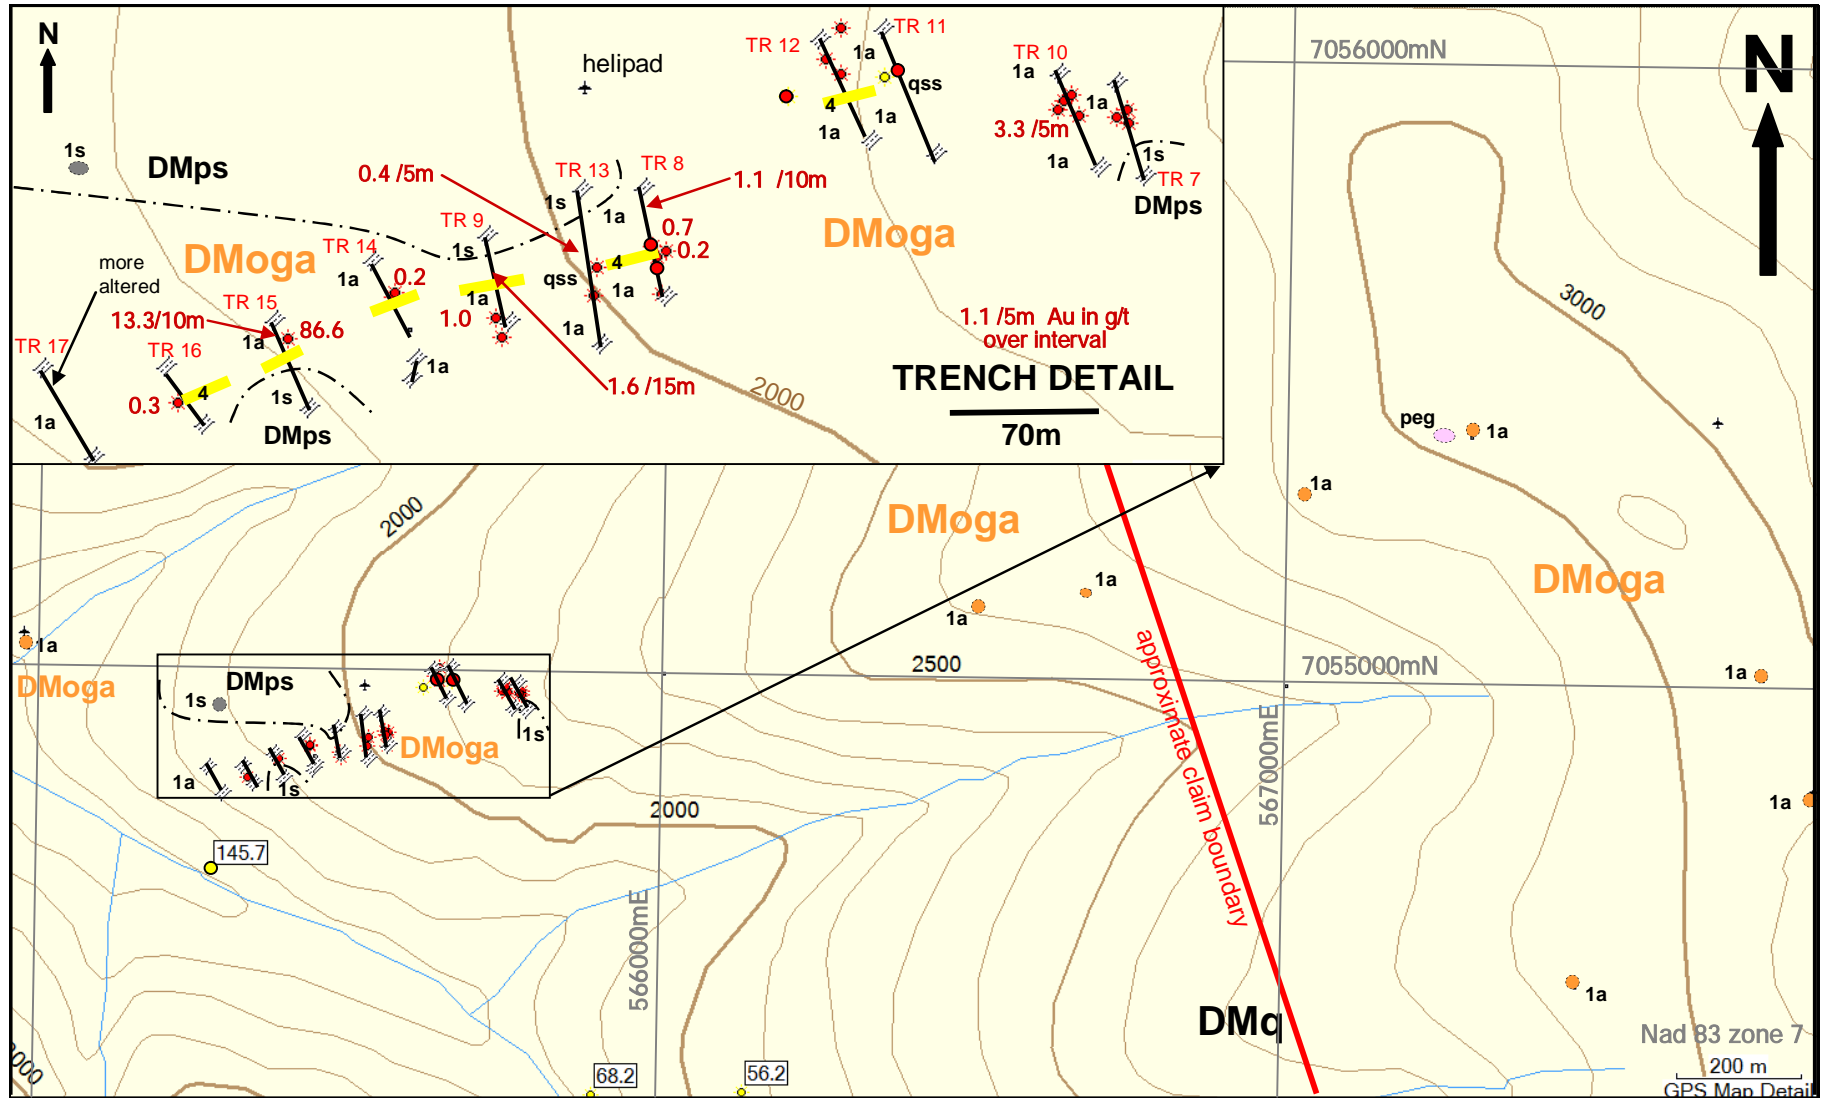 N
helipad
TR 12
TR 11
1a
qss
4
1a
1a
TR 10
1a
1a
3.3 /5m
1a
1s
TR 7
DMps
7056000mN
N
1s
DMps
0.4 /5m
TR 13
TR 8
1.1 /10m
1s
1a
0.7
0.2
DMoga
TR 9
1s
TR 14
DMoga
1a
0.2
qss
4
1a
1a
1a
1.0
more
altered
TR 15
13.3/10m
86.6
1a
TR 17
TR 16
1a
4
0.3
1s
1a
DMps
1.6 /15m
1.1 /5m Au in g/t
over interval
TRENCH DETAIL
70m
2000
3000
peg
1a
1a
2000
DMoga
DMoga
1a
1a
1a
DMoga
2500
7055000mN
1a
DMps
1s
DMoga
1s
1a
1s
approximate claim boundary
567000mE
1a
2000
145.7
566000mE
1a
DMq
Nad 83 zone 7
200 m
GPS Map Detail
68.2
56.2